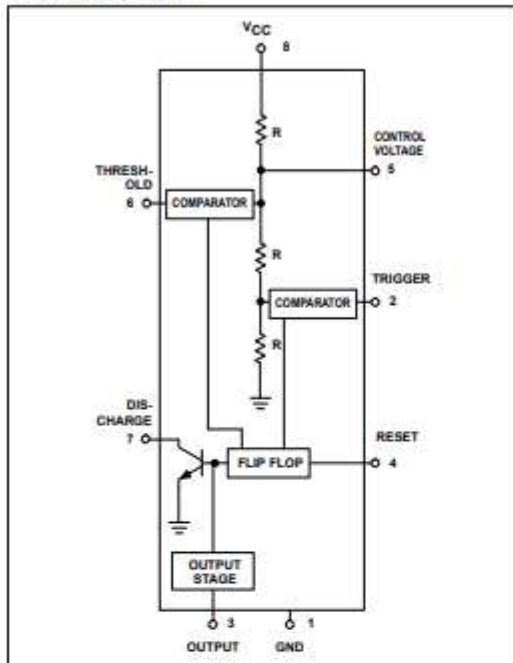 VCC
8
R
CONTROL
VOLTAGE
5
THRESH-
OLD
6
COMPARATOR
R
TRIGGER
COMPARATOR
2
R
DIS-
CHARGE
7
RESET
FLIP FLOP
4
OUTPUT
STAGE
3
1
OUTPUT
GND